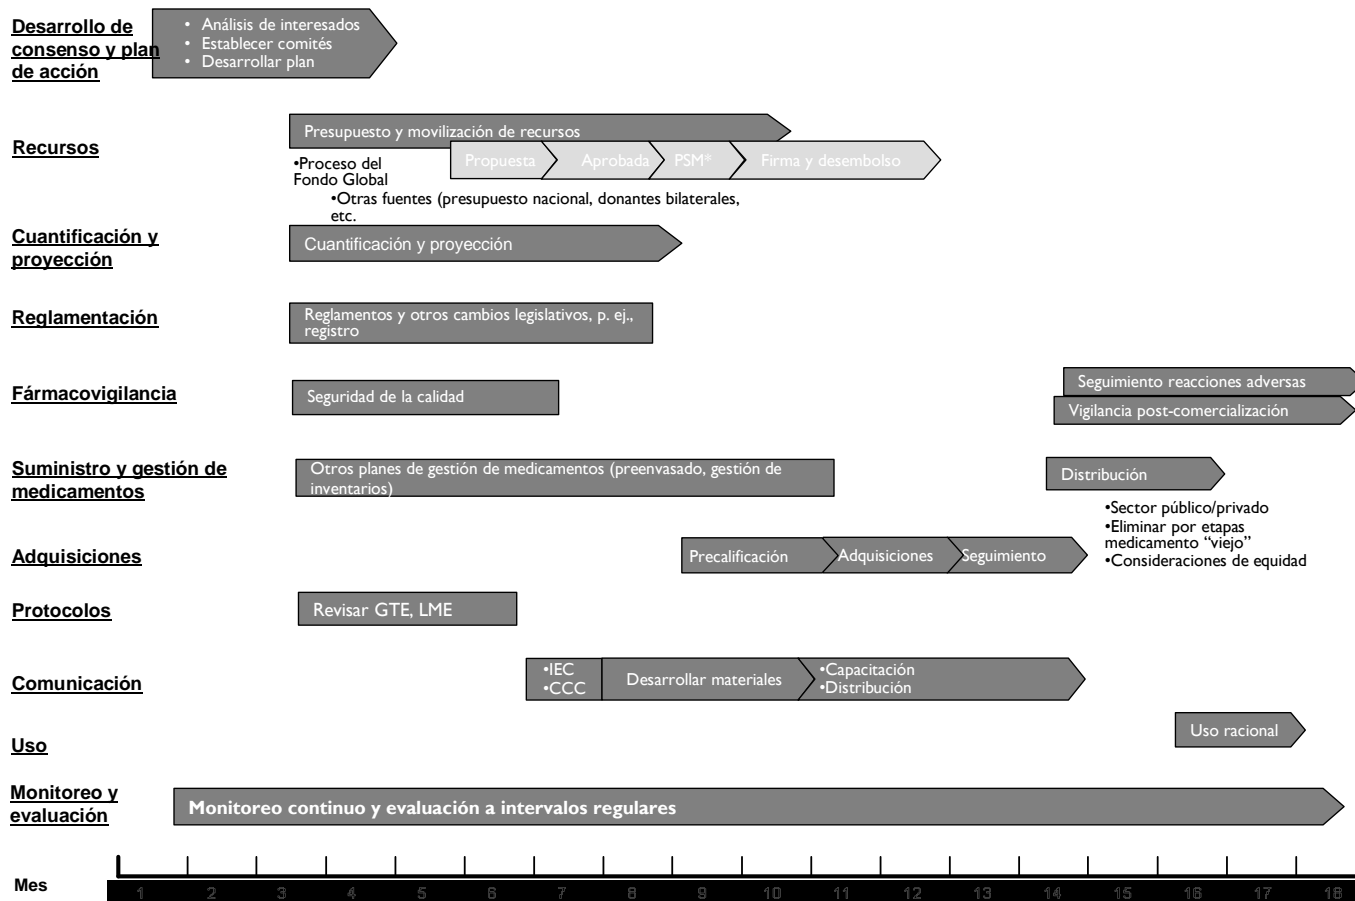 Desarrollo de
consenso y plan
de acción
• Análisis de interesados
• Establecer comités
• Desarrollar plan
Recursos
Presupuesto y movilización de recursos
•Proceso del
Fondo Global
Propuesta
Aprobada
PSM*
Firma y desembolso
•Otras fuentes (presupuesto nacional, donantes bilaterales,
etc.
Cuantificación y
proyección
Cuantificación y proyección
Reglamentación
Reglamentos y otros cambios legislativos, p. ej.,
registro
Fármacovigilancia
Seguridad de la calidad
Seguimiento reacciones adversas
Vigilancia post-comercialización
Suministro y gestión de
medicamentos
Otros planes de gestión de medicamentos (preenvasado, gestión de
inventarios)
Distribución
•Sector público/privado
•Eliminar por etapas
medicamento “viejo”
•Consideraciones de equidad
Adquisiciones
Precalificación
Adquisiciones
Seguimiento
Protocolos
Revisar GTE, LME
Comunicación
•IEC
•CCC
Desarrollar materiales
•Capacitación
•Distribución
Uso
Uso racional
Monitoreo y
evaluación
Monitoreo continuo y evaluación a intervalos regulares
Mes
1 2 3 4 5 6 7 8 9 10 11 12 13 14 15 16 17 18